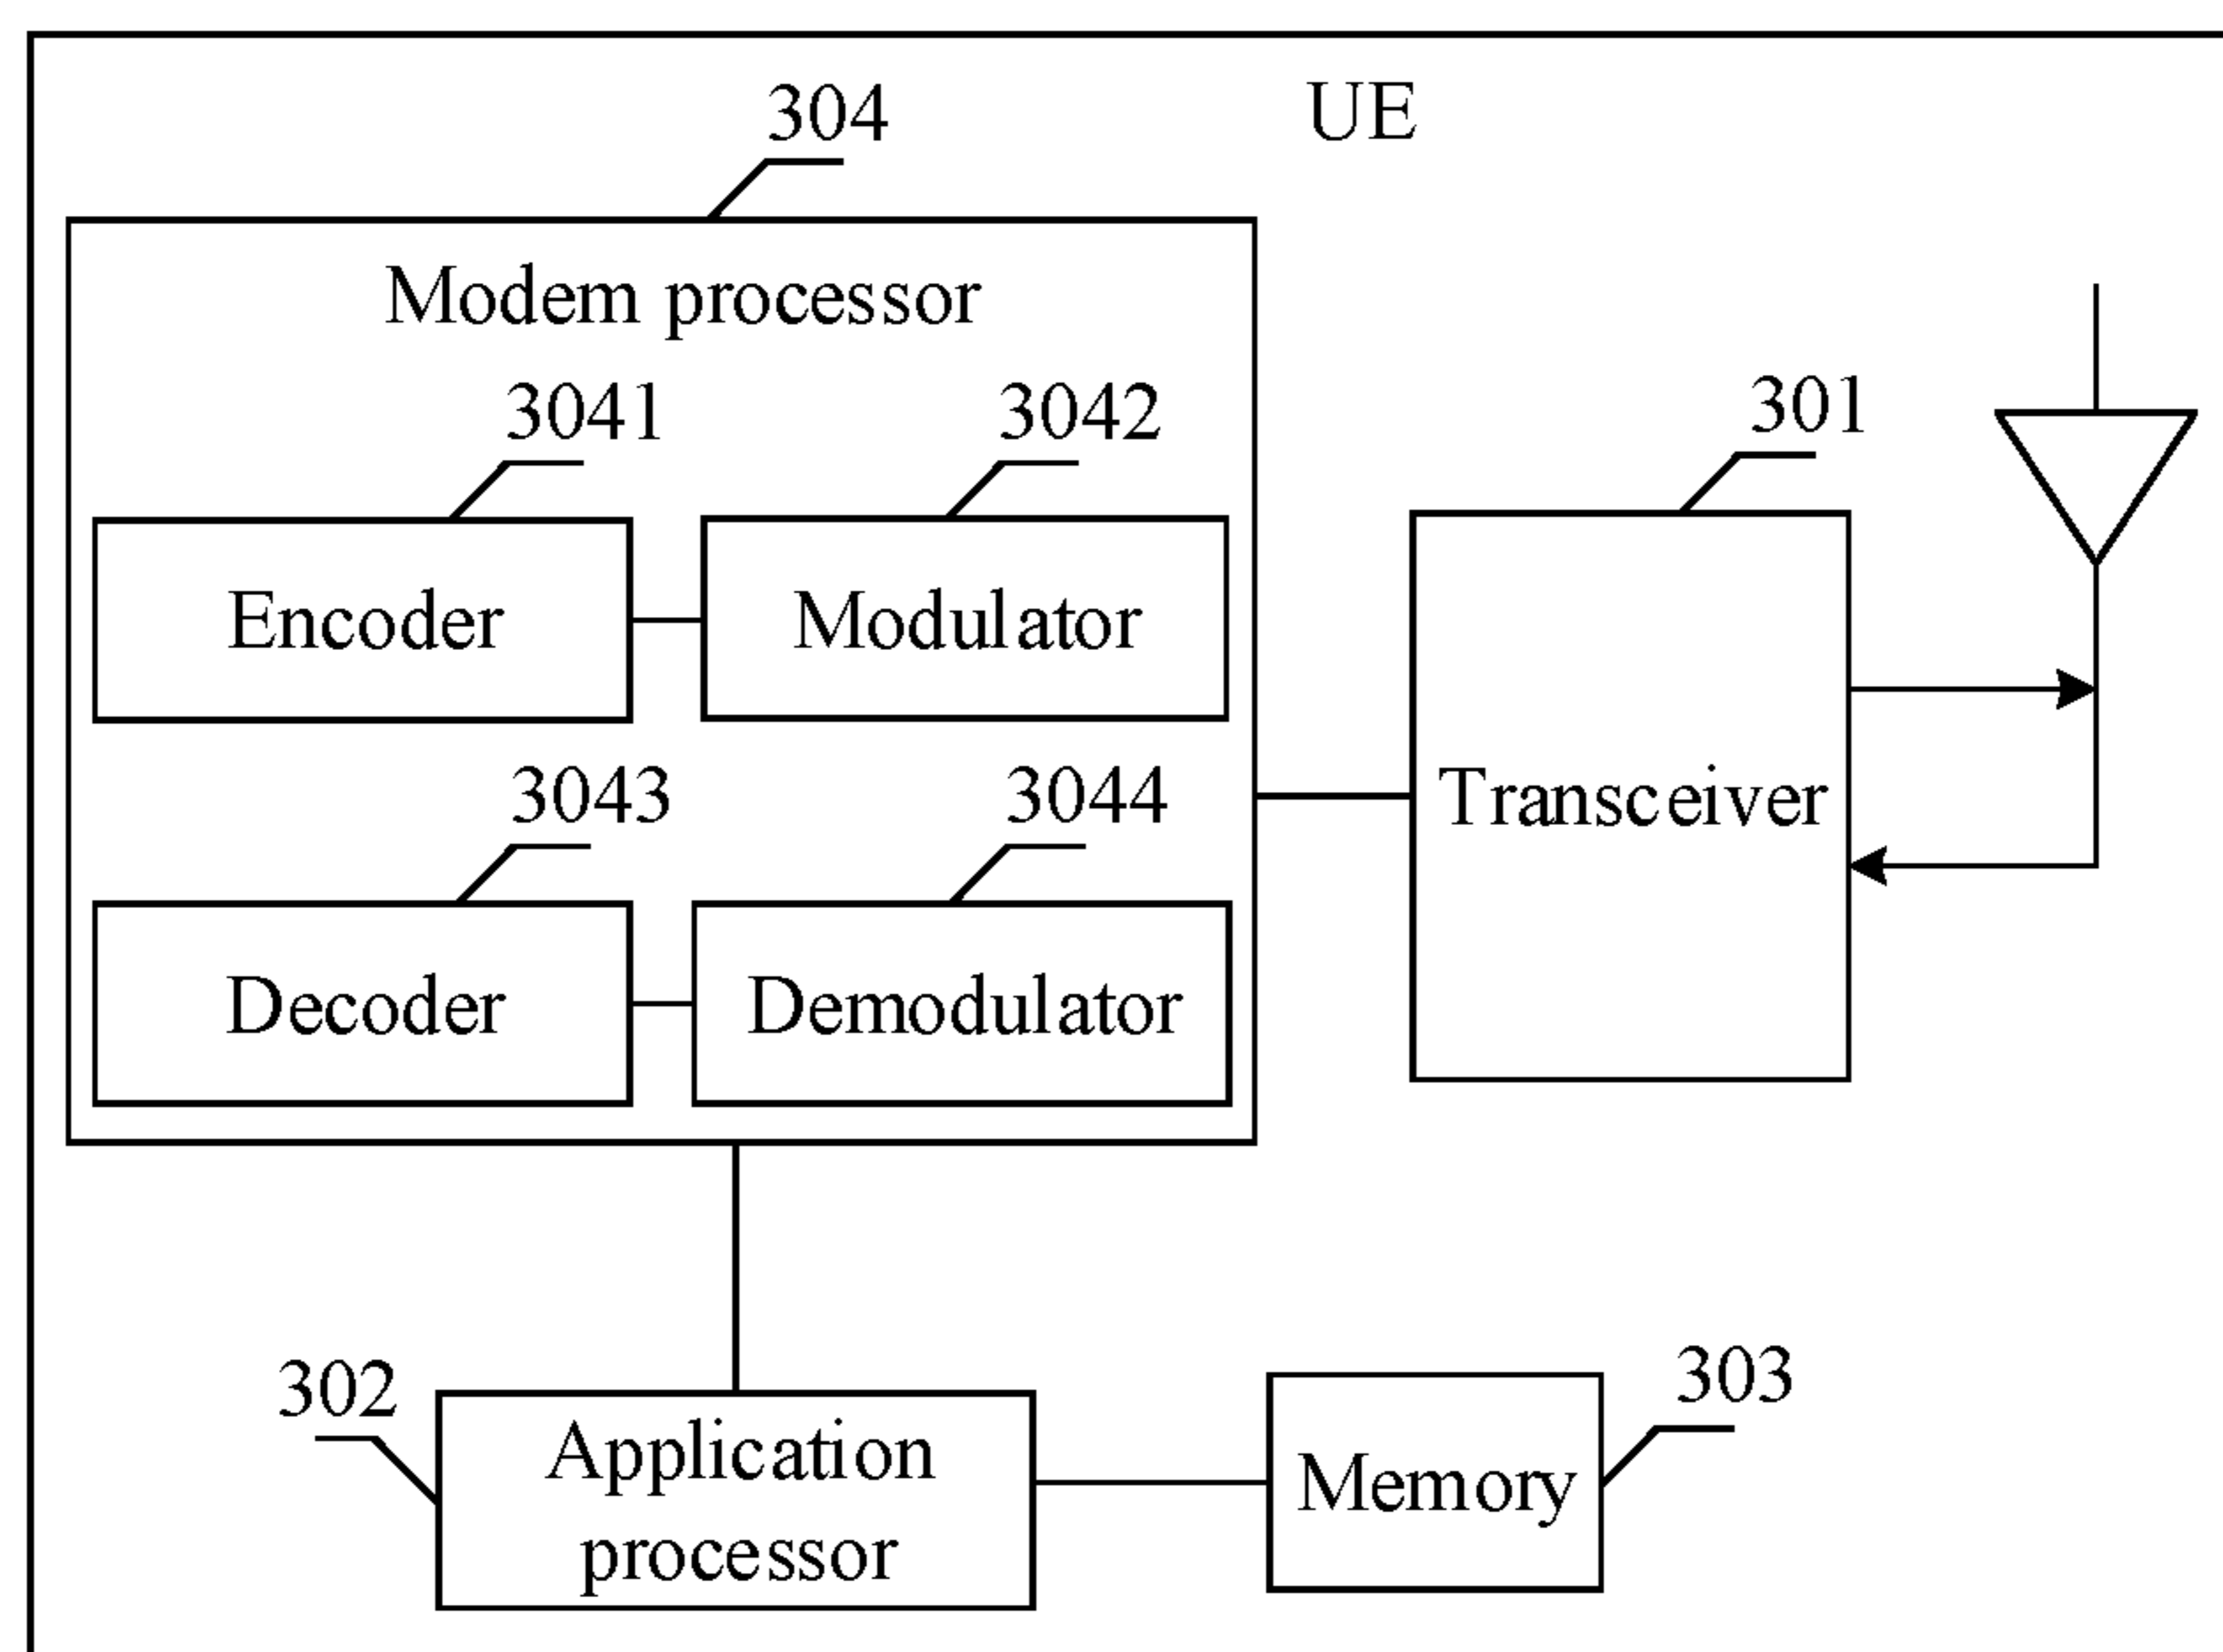 UE
304
Modem processor
3041
3042
301
Encoder
Modulator
Transceiver
3043
3044
Decoder
Demodulator
302
Application
processor
Memory
303